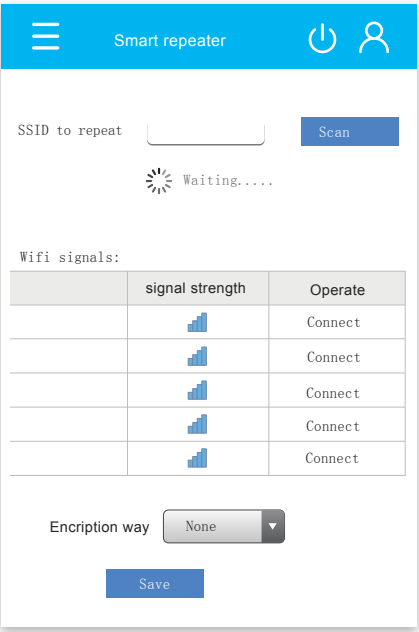 Smart repeater
SSID to repeat
Scan
Waiting.....
Wifi signals:
signal strength Operate
Connect
Connect
Connect
Connect
Connect
Encription way None
Save